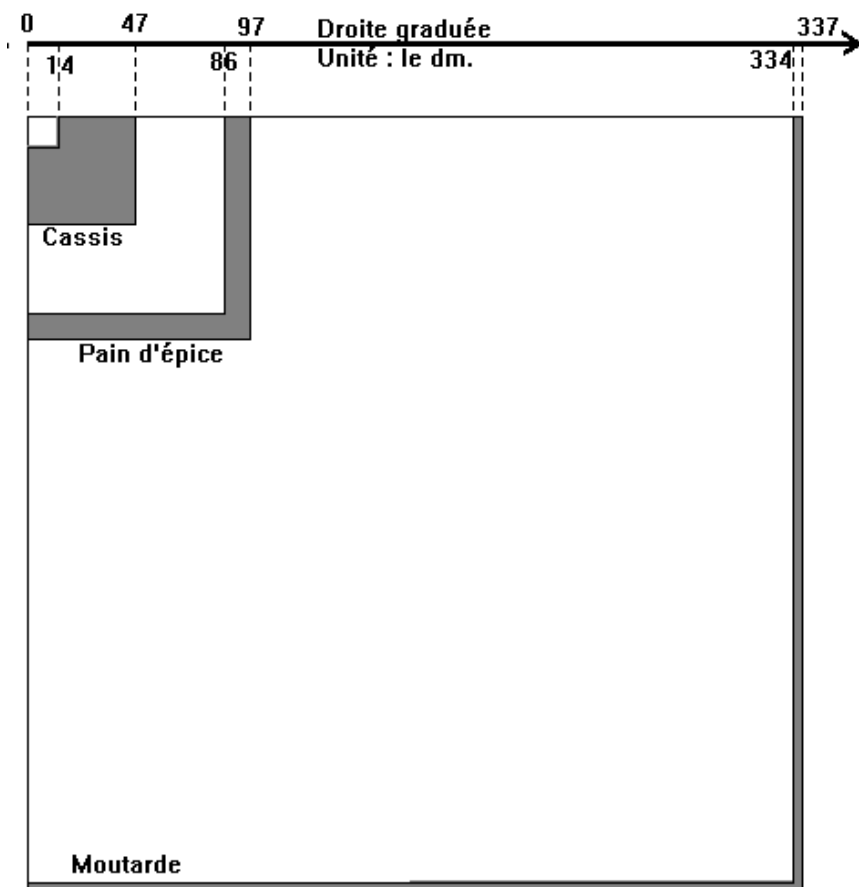 0 47 97 Droite graduée 337
14 86 Unité : le dm. 334
Cassis
Pain d'épice
Moutarde